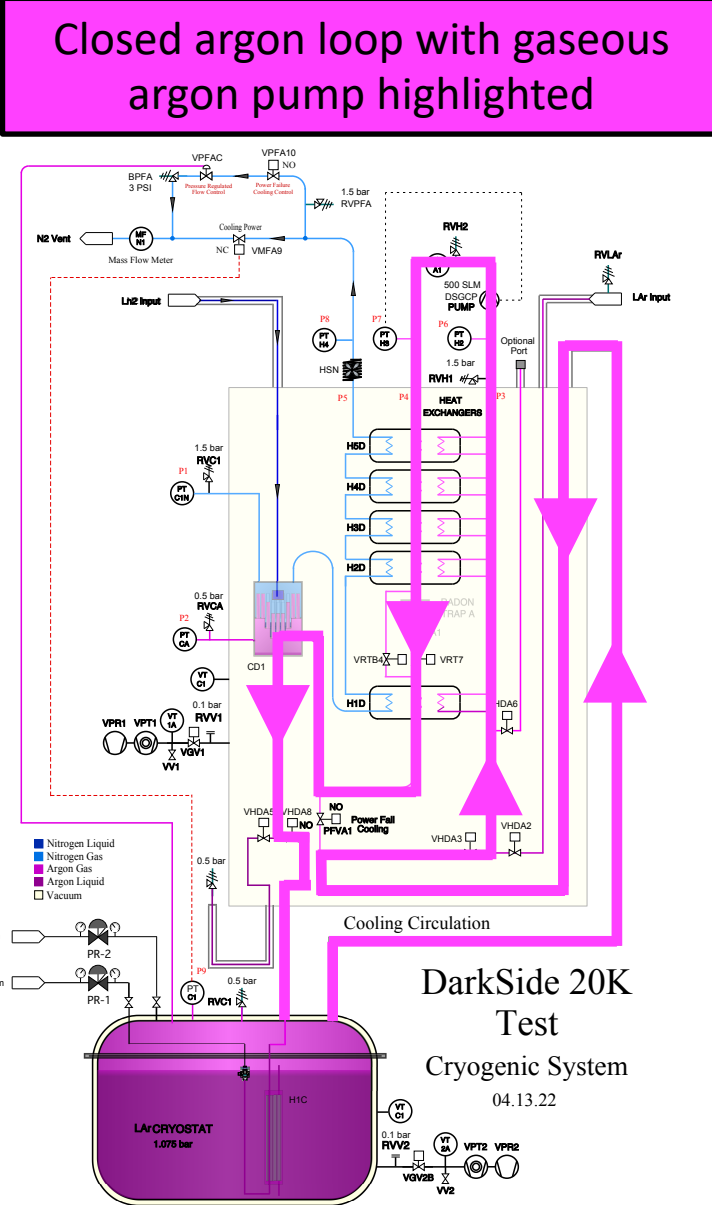 Closed argon loop with gaseous
argon pump highlighted
VPFAC
VPFA10
NO
BPFA
3 PSI
Pressure Regulated
Flow Control
Power Failure
Cooling Control
1.5 bar
RVPFA
N2 Vent
MF
N1
Mass Flow Meter
Cooling Power
NC
VMFA9
RVH2
A1
500 SLM
DSGCP
PUMP
RVLAr
LAr Input
Lh2 Input
P8
PT
H4
P7
PT
H3
P6
PT
H2
Optional
Port
HSN
1.5 bar
RVH1
P5
P4
P3
HEAT
EXCHANGERS
H5D
H4D
H3D
H2D
H1D
1.5 bar
RVC1
P1
PT
C1N
0.5 bar
RVCA
P2
PT
CA
CD1
RADON
TRAP A
VRTB4
VRT7
VT
C1
0.1 bar
RVV1
VPR1
VPT1
VT
1A
VGV1
VV1
HDA6
VHDA5
VHDA8
NO
NO
PFVA1
Power Fail
Cooling
VHDA3
VHDA2
Nitrogen Liquid
Nitrogen Gas
Argon Gas
Argon Liquid
Vacuum
0.5 bar
Cooling Circulation
PR-2
PR-1
P9
PT
C1
0.5 bar
RVC1
DarkSide 20K
Test
Cryogenic System
04.13.22
H1C
LAr CRYOSTAT
1.075 bar
VT
C1
0.1 bar
RVV2
VT
2A
VPT2
VPR2
VGV2B
VV2